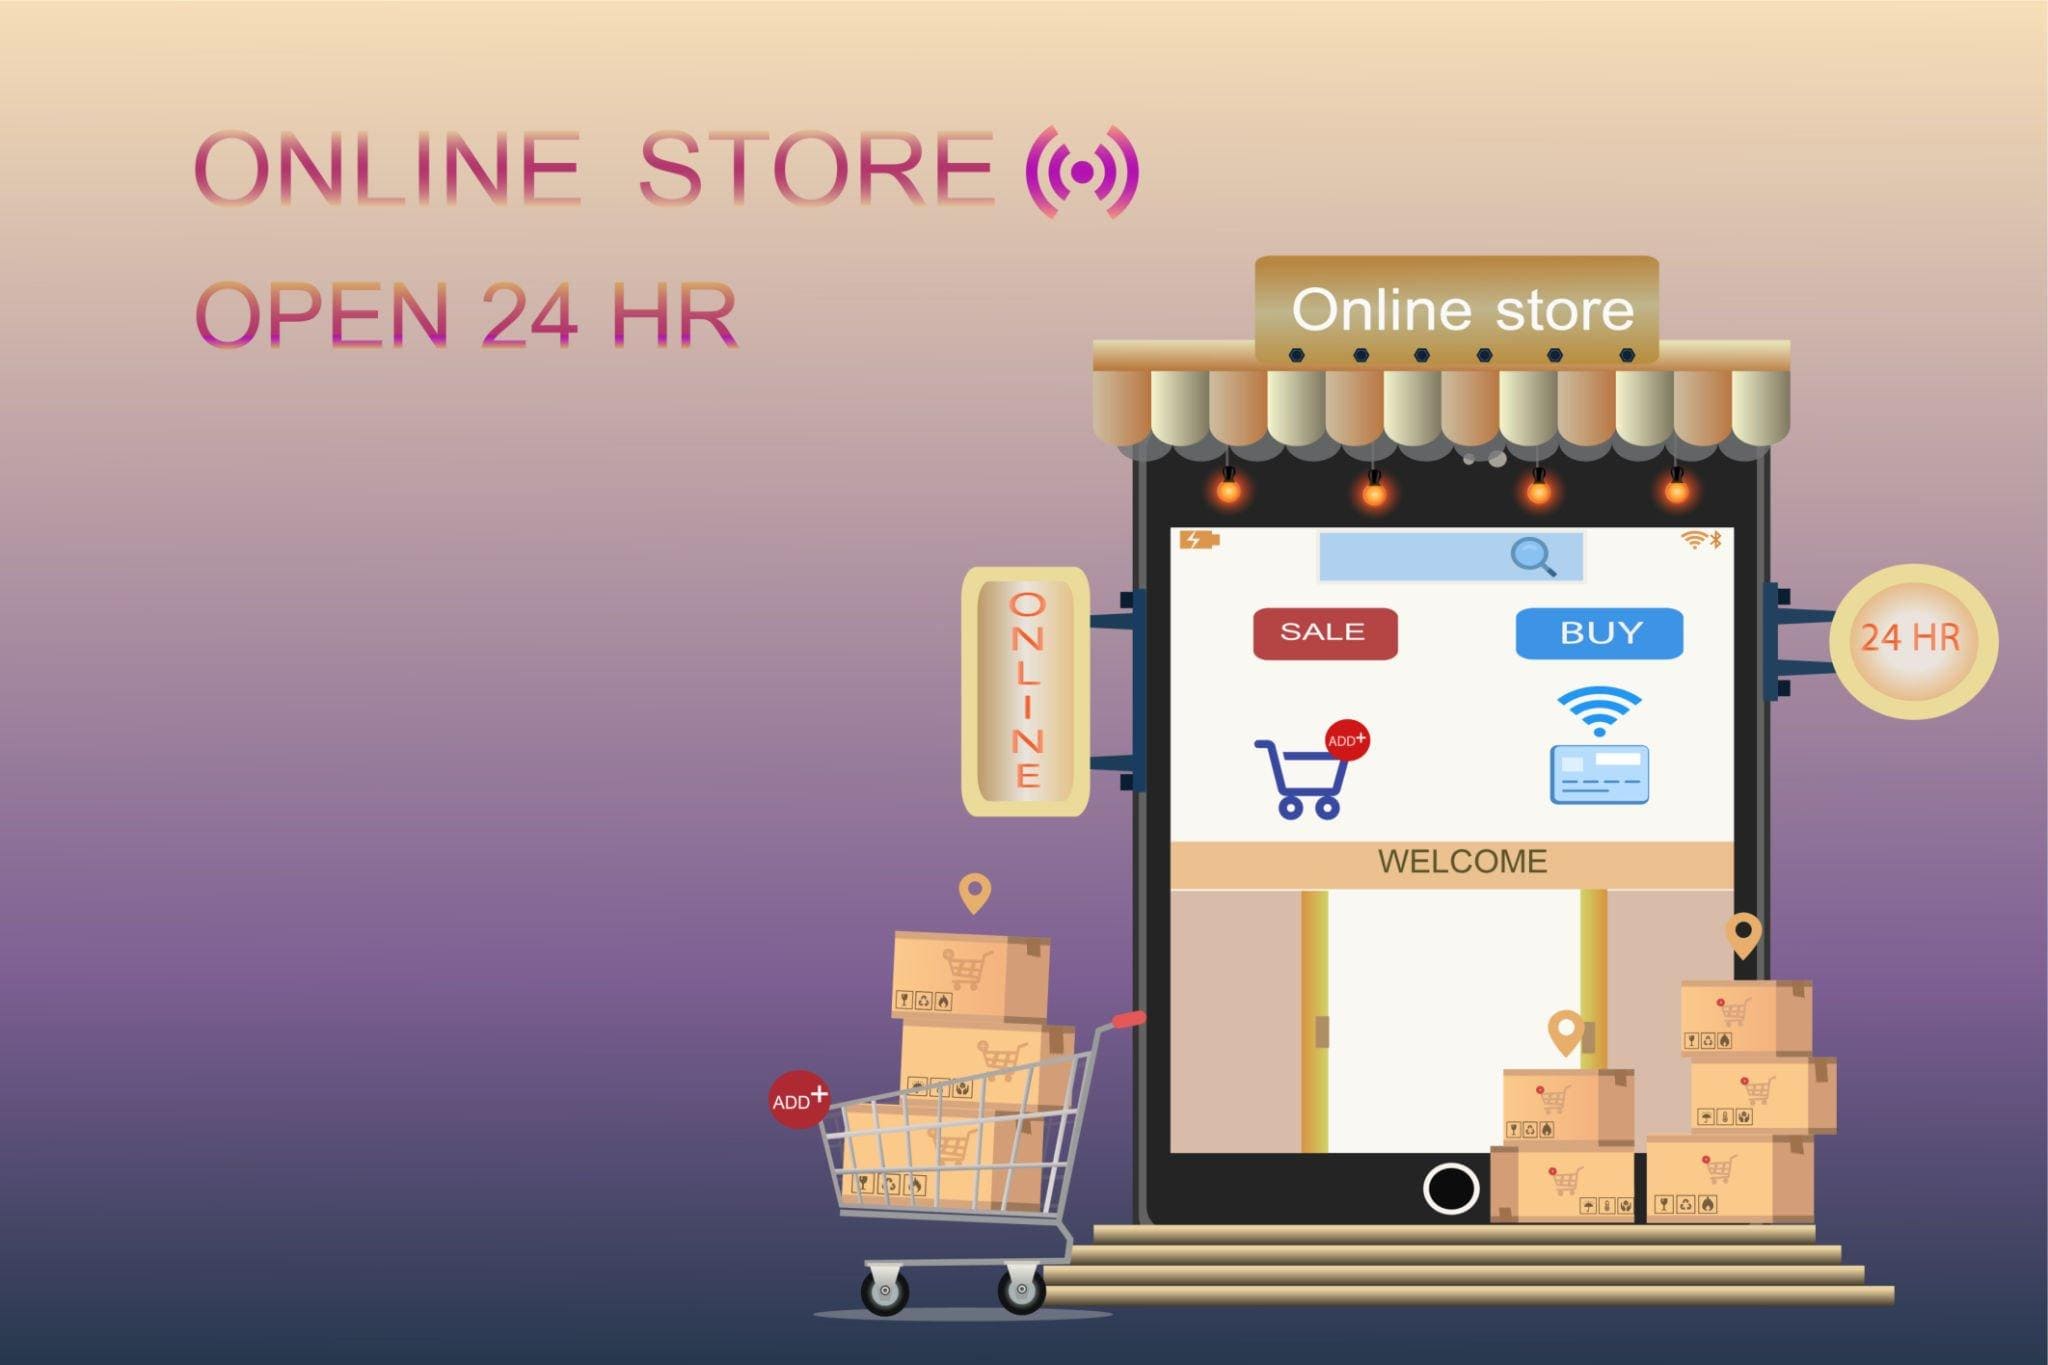 ONLINE STORE
OPEN 24 HR
Online store
ONLINE
24 HR
SALE
BUY
ADD+
WELCOME
ADD+